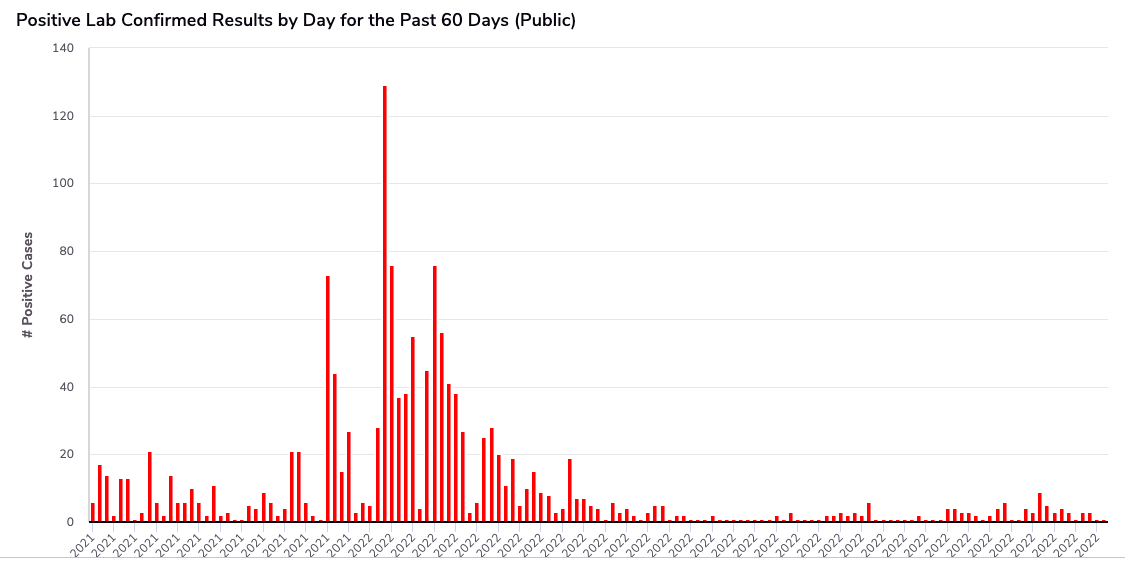 Positive Lab Confirmed Results by Day for the Past 60 Days (Public)
140
120
100
80
60
40
20
0
# Positive Cases
2021 2021 2021 2021 2021 2021 2021 2021 2021 2021 2021 2021 2021 2022 2022 2022 2022 2022 2022 2022 2022 2022 2022 2022 2022 2022 2022 2022 2022 2022 2022 2022 2022 2022 2022 2022 2022 2022 2022 2022 2022 2022 2022 2022 2022 2022 2022 2022